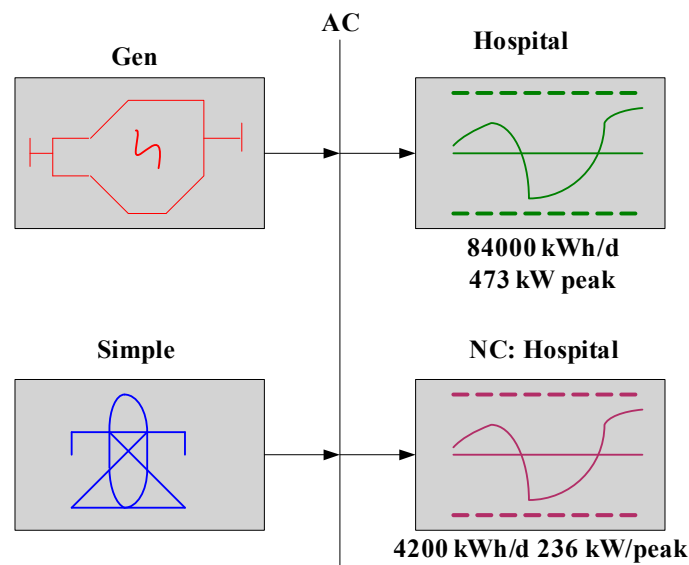 AC
Gen
Hospital
84000 kWh/d
473 kW peak
Simple
NC: Hospital
4200 kWh/d 236 kW/peak